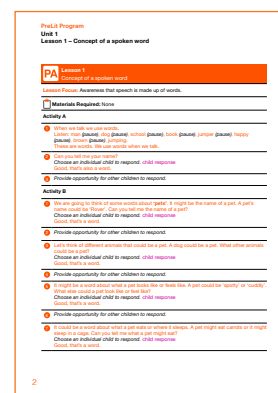 PreLit Program
Unit 1
Lesson 1 – Concept of a spoken word
PA
Lesson 1
Concept of a spoken word
Lesson Focus: Awareness that speech is made up of words.
Materials Required: None
Activity A
1 When we talk we use words.
Listen: man (pause), dog (pause), school (pause), book (pause), jumper (pause), happy
(pause), brown (pause), jumping.
These are words. We use words when we talk.
2 Can you tell me your name?
Choose an individual child to respond. child response
Good, that's also a word.
3 Provide opportunity for other children to respond.
Activity B
1 We are going to think of some words about 'pets'. It might be the name of a pet. A pet's
name could be 'Rover'. Can you tell me the name of a pet?
Choose an individual child to respond. child response
Good, that's a word.
2 Provide opportunity for other children to respond.
3 Let's think of different animals that could be a pet. A dog could be a pet. What other animals
could be a pet?
Choose an individual child to respond. child response
Good, that's a word.
4 Provide opportunity for other children to respond.
5 It might be a word about what a pet looks like or feels like. A pet could be 'spotty' or 'cuddly'.
What else could a pet look like or feel like?
Choose an individual child to respond. child response
Good, that's a word.
6 Provide opportunity for other children to respond.
7 It could be a word about what a pet eats or where it sleeps. A pet might eat carrots or it might
sleep in a cage. Can you tell me what a pet might eat?
Choose an individual child to respond. child response
Good, that's a word.
2